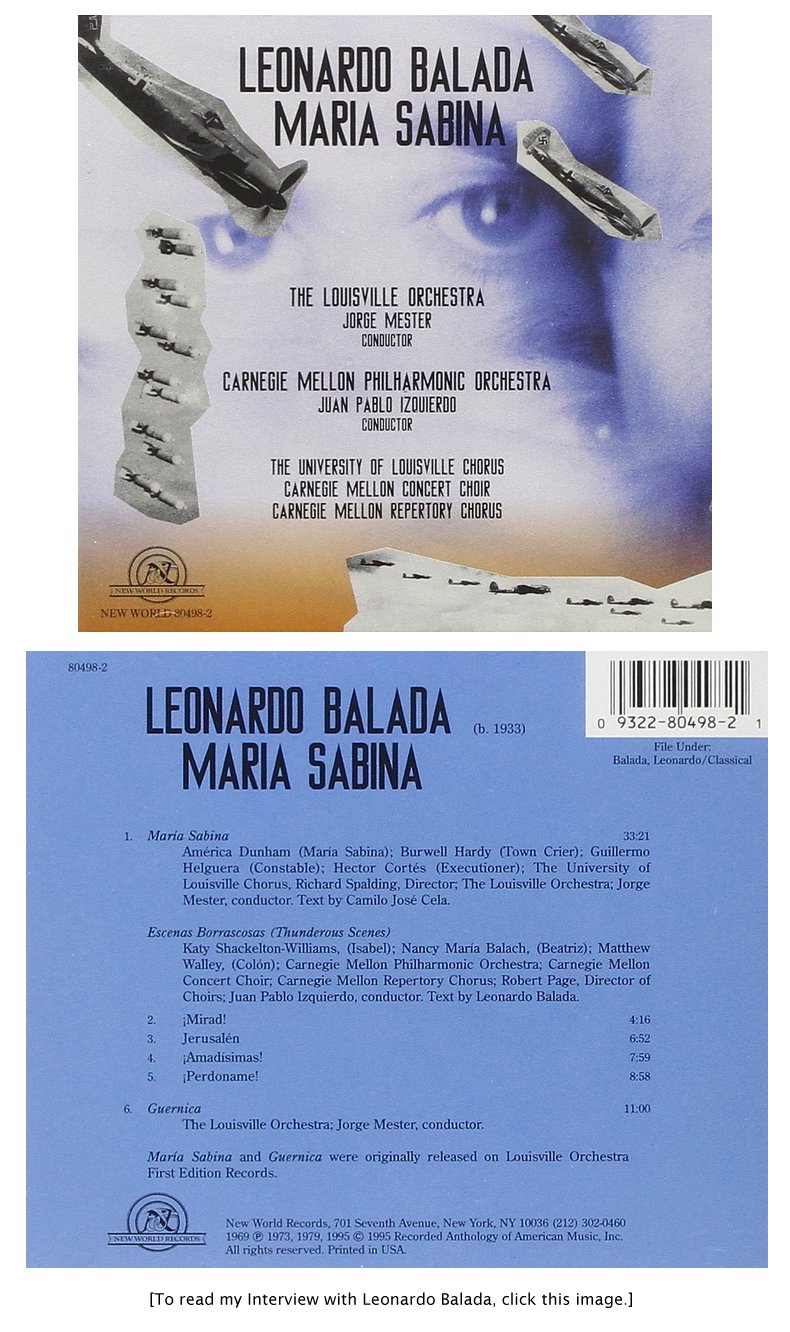 LEONARDO BALADA
MARIA SABINA
THE LOUISVILLE ORCHESTRA
JORGE MESTER
CONDUCTOR
CARNEGIE MELLON PHILHARMONIC ORCHESTRA
JUAN PABLO IZQUIERDO
CONDUCTOR
THE UNIVERSITY OF LOUISVILLE CHORUS
CARNEGIE MELLON CONCERT CHOIR
CARNEGIE MELLON REPERTORY CHORUS
NEW WORLD RECORDS
NEW WORLD 80498-2
80498-2
LEONARDO BALADA (b. 1933)
MARIA SABINA
0 9322-80498-2 1
File Under:
Balada, Leonardo/Classical
1. María Sabina 33:21
América Dunham (María Sabina); Burwell Hardy (Town Crier); Guillermo
Helguera (Constable); Hector Cortés (Executioner); The University of
Louisville Chorus, Richard Spalding, Director; The Louisville Orchestra; Jorge
Mester, conductor. Text by Camilo José Cela.
Escenas Borrascosas (Thunderous Scenes)
Katy Shackelton-Williams, (Isabel); Nancy María Balach, (Beatriz); Matthew
Walley, (Colón); Carnegie Mellon Philharmonic Orchestra; Carnegie Mellon
Concert Choir; Carnegie Mellon Repertory Chorus; Robert Page, Director of
Choirs; Juan Pablo Izquierdo, conductor. Text by Leonardo Balada.
2. ¡Mirad! 4:16
3. Jerusalén 6:52
4. ¡Amadísimas! 7:59
5. ¡Perdoname! 8:58
6. Guernica 11:00
The Louisville Orchestra; Jorge Mester, conductor.
María Sabina and Guernica were originally released on Louisville Orchestra
First Edition Records.
NEW WORLD RECORDS
New World Records, 701 Seventh Avenue, New York, NY 10036 (212) 302-0460
1969 ℗ 1973, 1979, 1995 © 1995 Recorded Anthology of American Music, Inc.
All rights reserved. Printed in USA.
[To read my Interview with Leonardo Balada, click this image.]